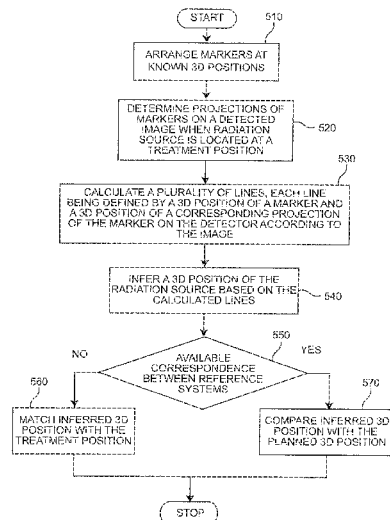 START
510
ARRANGE MARKERS AT
KNOWN 3D POSITIONS
520
DETERMINE PROJECTIONS OF
MARKERS ON A DETECTED
IMAGE WHEN RADIATION
SOURCE IS LOCATED AT A
TREATMENT POSITION
530
CALCULATE A PLURALITY OF LINES, EACH LINE
BEING DEFINED BY A 3D POSITION OF A MARKER AND
A 3D POSITION OF A CORRESPONDING PROJECTION
OF THE MARKER ON THE DETECTOR ACCORDING TO
THE IMAGE
INFER A 3D POSITION OF THE
RADIATION SOURCE BASED ON THE
CALCULATED LINES
540
550
NO
YES
AVAILABLE
CORRESPONDENCE
BETWEEN REFERENCE
SYSTEMS
560
570
MATCH INFERRED 3D
POSITION WITH THE
TREATMENT POSITION
COMPARE INFERRED 3D
POSITION WITH THE
PLANNED 3D POSITION
STOP